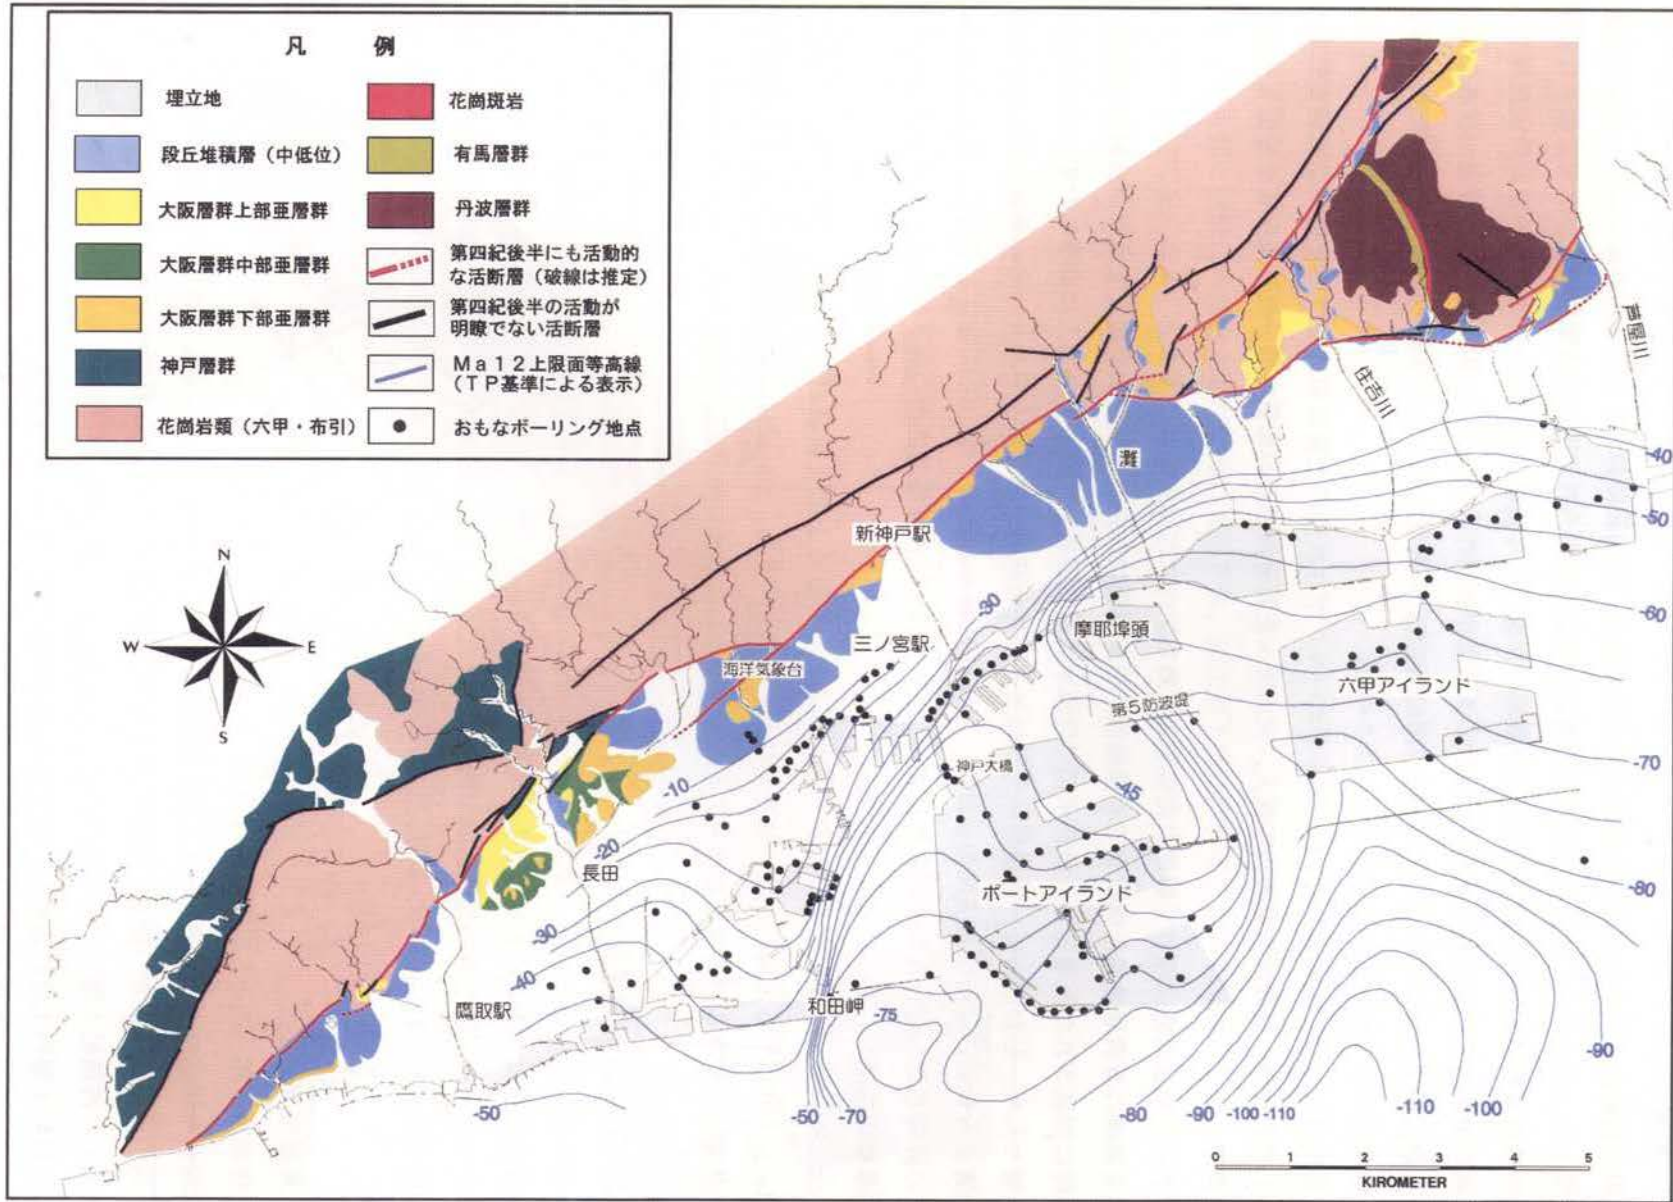 凡 例
埋立地
段丘堆積層（中低位）
大阪層群上部亜層群
大阪層群中部亜層群
大阪層群下部亜層群
神戸層群
花崗岩類（六甲・布引）
花崗斑岩
有馬層群
丹波層群
第四紀後半にも活動的
な活断層（破線は推定）
第四紀後半の活動が
明瞭でない活断層
Ma12上限面等高線
（TP基準による表示）
おもなボーリング地点
芦屋川
住吉川
灘
新神戸駅
三ノ宮駅
海洋気象台
摩耶埠頭
六甲アイランド
第5防波堤
神戸大橋
ポートアイランド
長田
鷹取駅
和田岬
N
W
E
S
-40
-50
-60
-70
-80
-90
-30
-10
-20
-30
-40
-45
-75
-50
-50
-70
-80
-90
-100
-110
-110
-100
0 1 2 3 4 5
KIROMETER